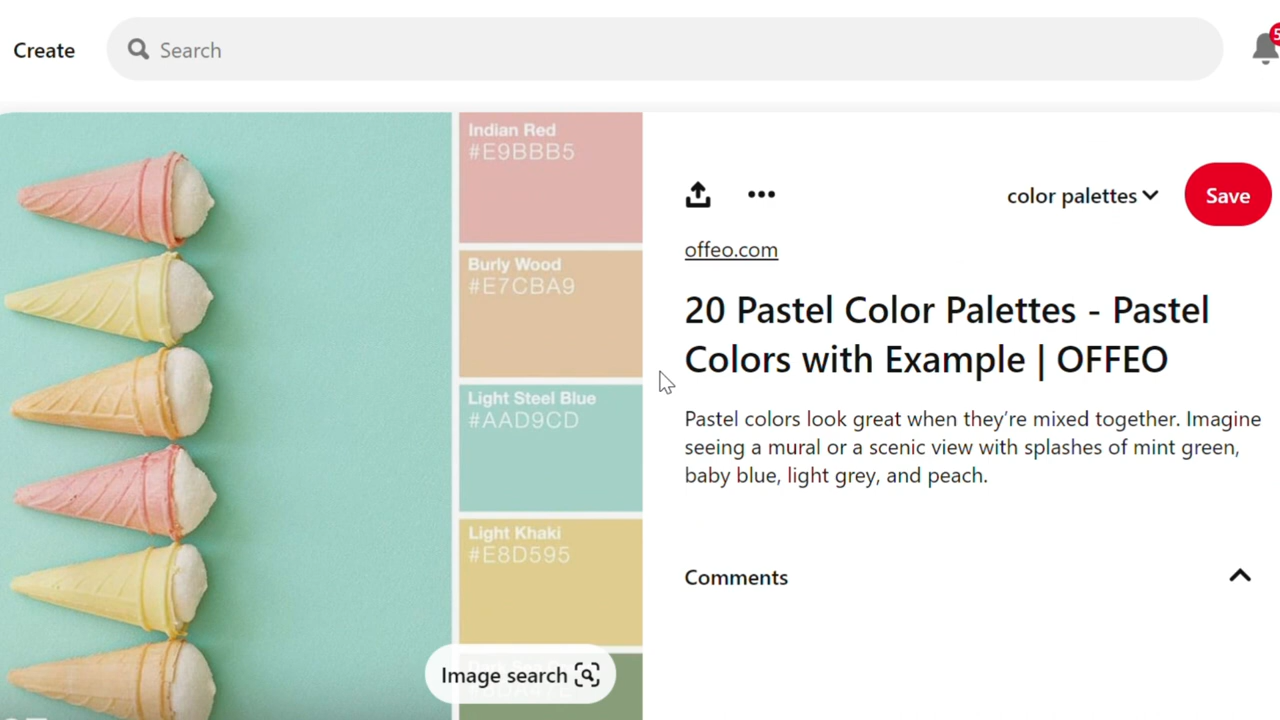 Create
Search
5
Indian Red
#E9BBB5
Burly Wood
#E7CBA9
Light Steel Blue
#AAD9CD
Light Khaki
#E8D595
Image search
color palettes
Save
offeo.com
20 Pastel Color Palettes - Pastel
Colors with Example | OFFEO
Pastel colors look great when they’re mixed together. Imagine
seeing a mural or a scenic view with splashes of mint green,
baby blue, light grey, and peach.
Comments